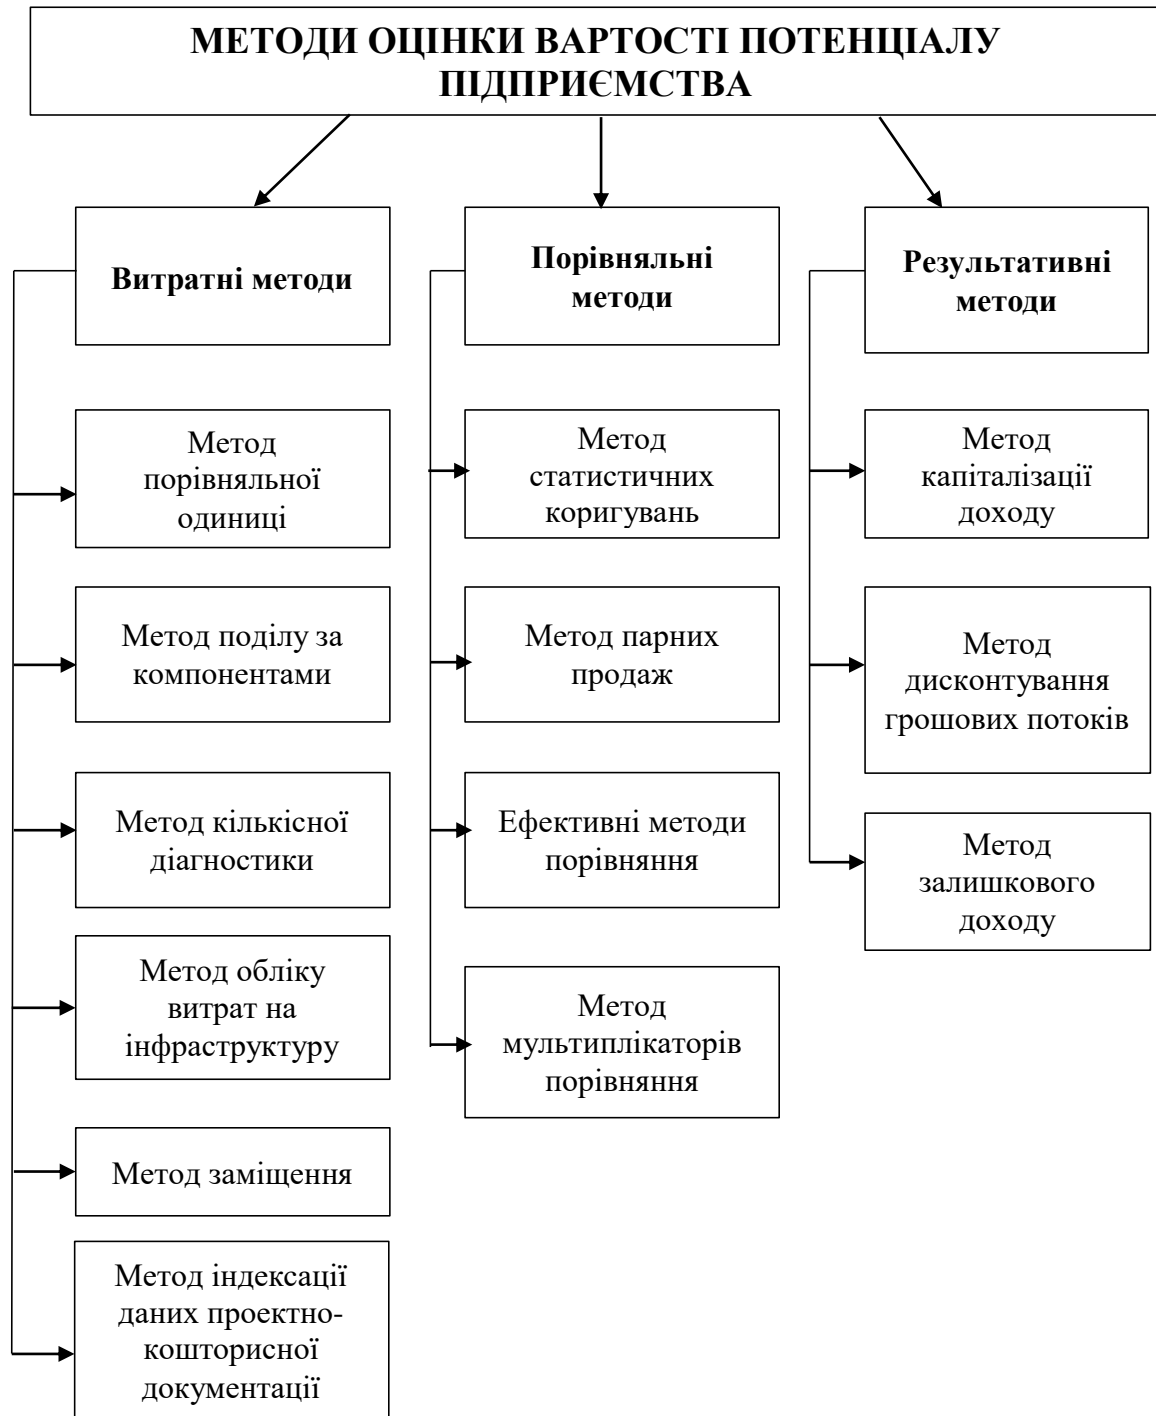 МЕТОДИ ОЦІНКИ ВАРТОСТІ ПОТЕНЦІАЛУ
ПІДПРИЄМСТВА
Витратні методи
Метод
порівняльної
одиниці
Метод поділу за
компонентами
Метод кількісної
діагностики
Метод обліку
витрат на
інфраструктуру
Метод заміщення
Метод індексації
даних проектно-
кошторисної
документації
Порівняльні
методи
Метод
статистичних
коригувань
Метод парних
продаж
Ефективні методи
порівняння
Метод
мультиплікаторів
порівняння
Результативні
методи
Метод
капіталізації
доходу
Метод
дисконтування
грошових потоків
Метод
залишкового
доходу